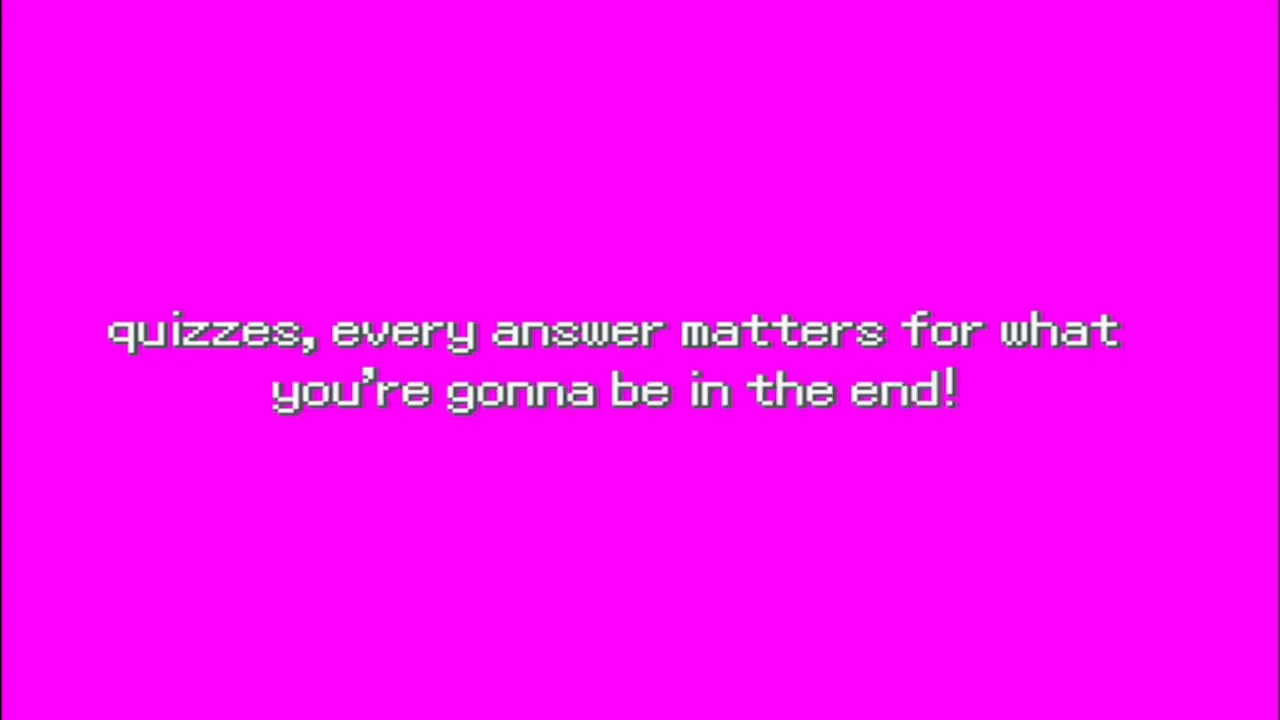 quizzes, every answer matters for what
you're gonna be in the end!